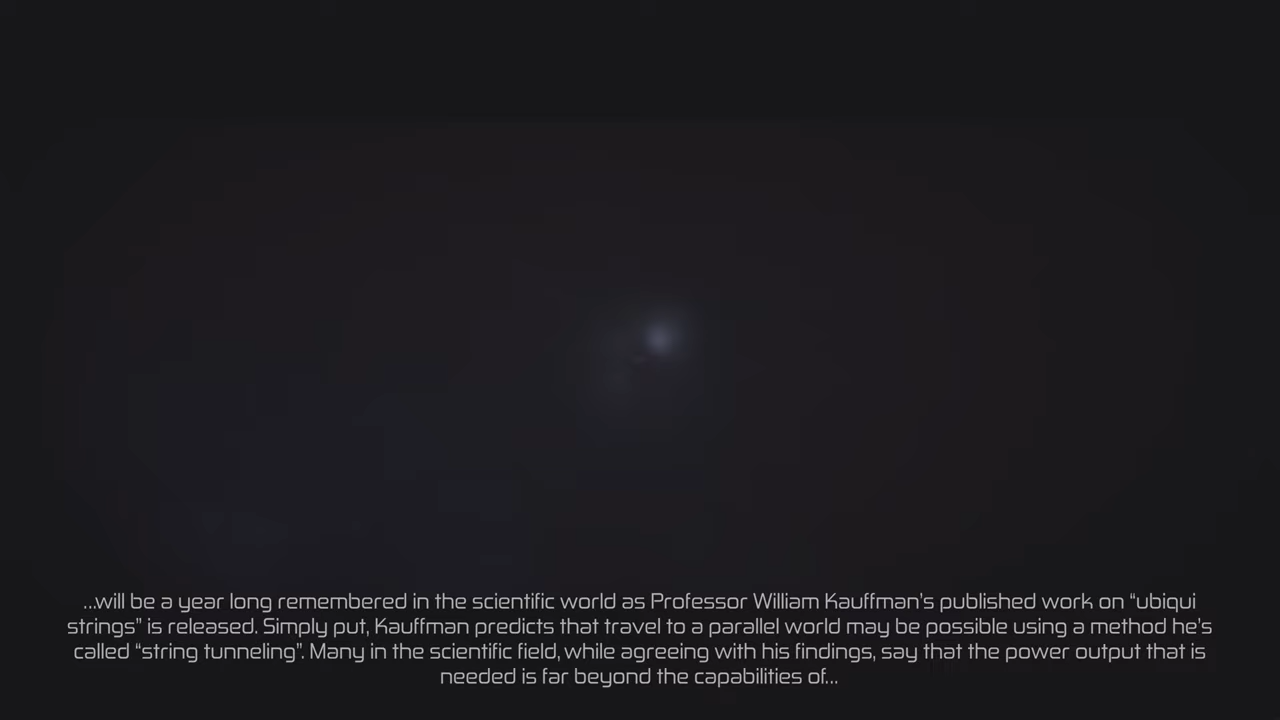 ...will be a year long remembered in the scientific world as Professor William Kauffman's published work on "ubiqui
strings" is released. Simply put, Kauffman predicts that travel to a parallel world may be possible using a method he's
called "string tunneling". Many in the scientific field, while agreeing with his findings, say that the power output that is
needed is far beyond the capabilities of...